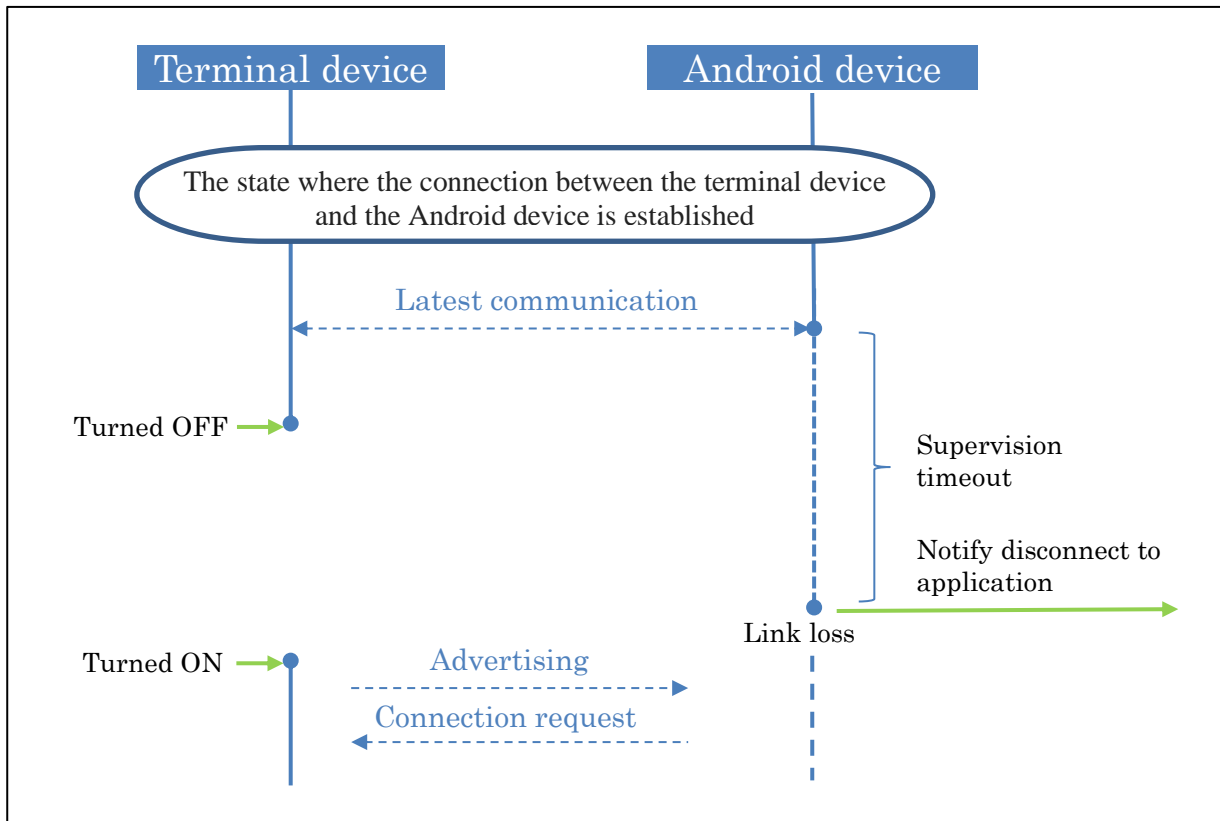 Terminal device
Android device
The state where the connection between the terminal device
and the Android device is established
Latest communication
Turned OFF
Supervision
timeout
Notify disconnect to
application
Link loss
Turned ON
Advertising
Connection request